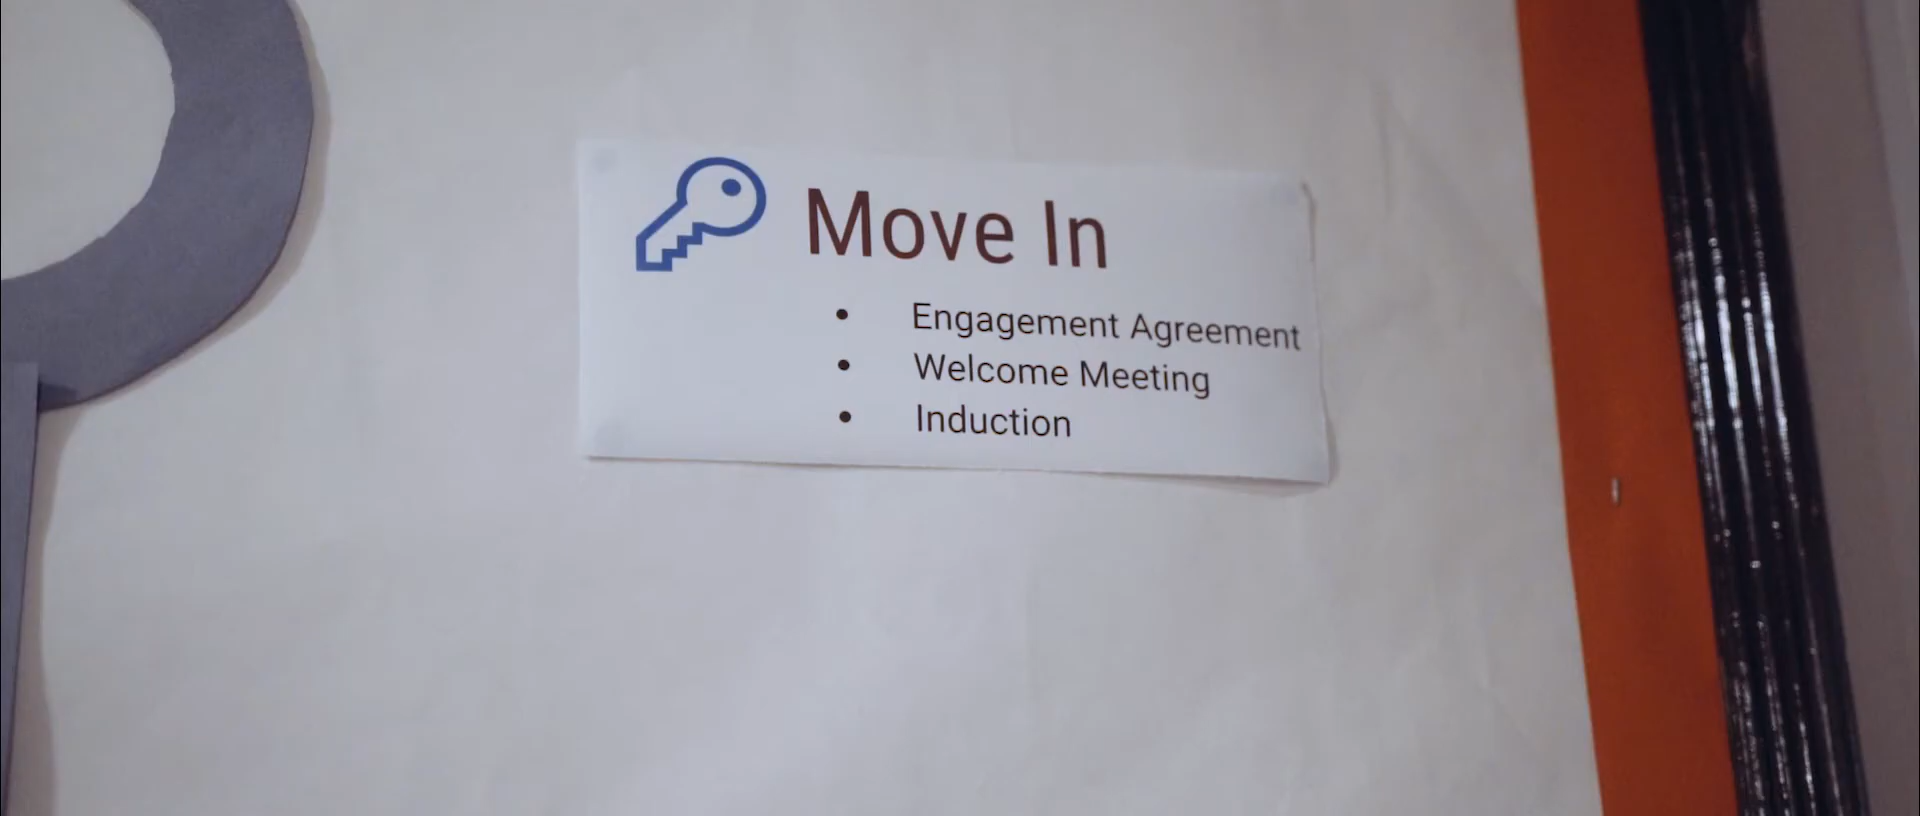 Move In
• Engagement Agreement
• Welcome Meeting
• Induction